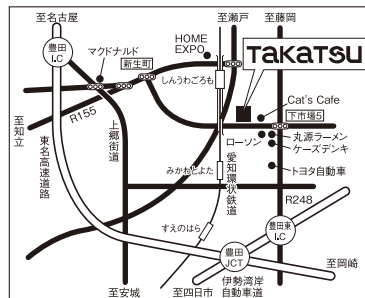 至名古屋
至瀬戸
至藤岡
豊田
I.C
マクドナルド
新生町
HOME
EXPO
しんうわごろも
TAKATSU
Cat's Cafe
下市場5
ローソン
丸源ラーメン
ケーズデンキ
トヨタ自動車
至知立
R155
上郷街道
東名高速道路
みかわとよた
愛知環状鉄道
R248
すえのはら
豊田東
I.C
豊田
JCT
至岡崎
至安城
至四日市
伊勢湾岸
自動車道